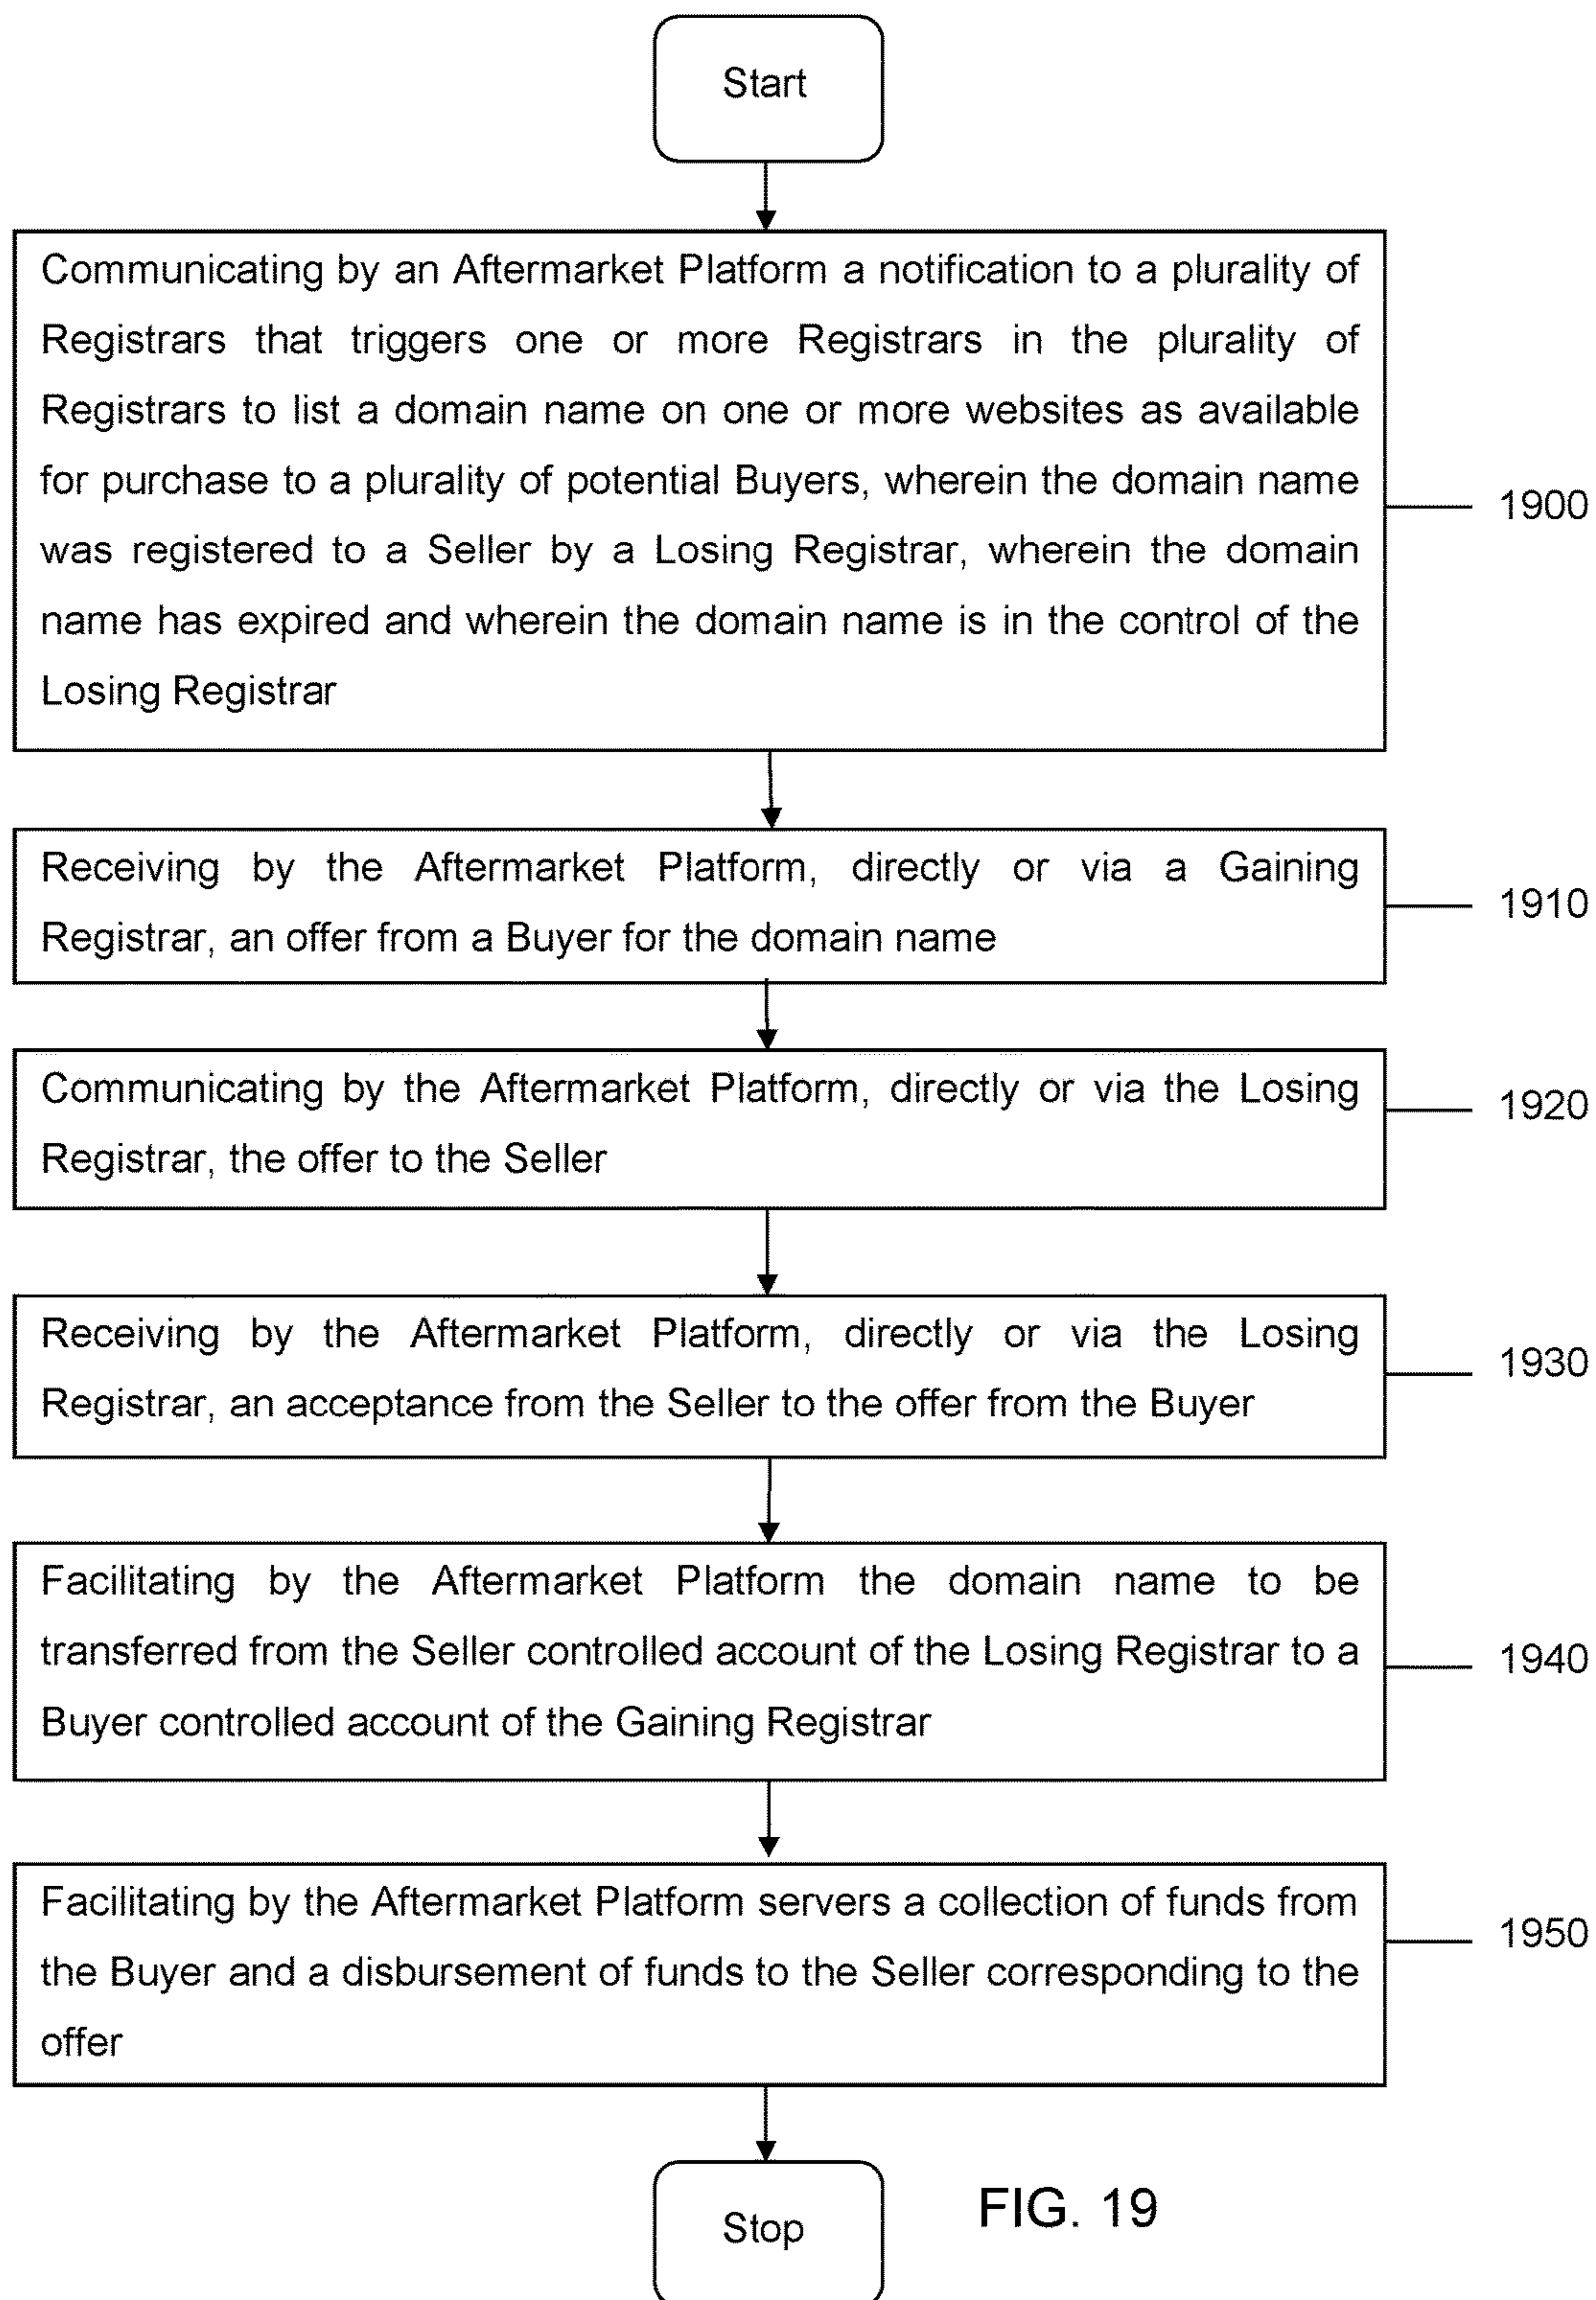 Start
Communicating by an Aftermarket Platform a notification to a plurality of
Registrars that triggers one or more Registrars in the plurality of
Registrars to list a domain name on one or more websites as available
for purchase to a plurality of potential Buyers, wherein the domain name
was registered to a Seller by a Losing Registrar, wherein the domain
name has expired and wherein the domain name is in the control of the
Losing Registrar
1900
Receiving by the Aftermarket Platform, directly or via a Gaining
Registrar, an offer from a Buyer for the domain name
1910
Communicating by the Aftermarket Platform, directly or via the Losing
Registrar, the offer to the Seller
1920
Receiving by the Aftermarket Platform, directly or via the Losing
Registrar, an acceptance from the Seller to the offer from the Buyer
1930
Facilitating by the Aftermarket Platform the domain name to be
transferred from the Seller controlled account of the Losing Registrar to a
Buyer controlled account of the Gaining Registrar
1940
Facilitating by the Aftermarket Platform servers a collection of funds from
the Buyer and a disbursement of funds to the Seller corresponding to the
offer
1950
Stop
FIG. 19